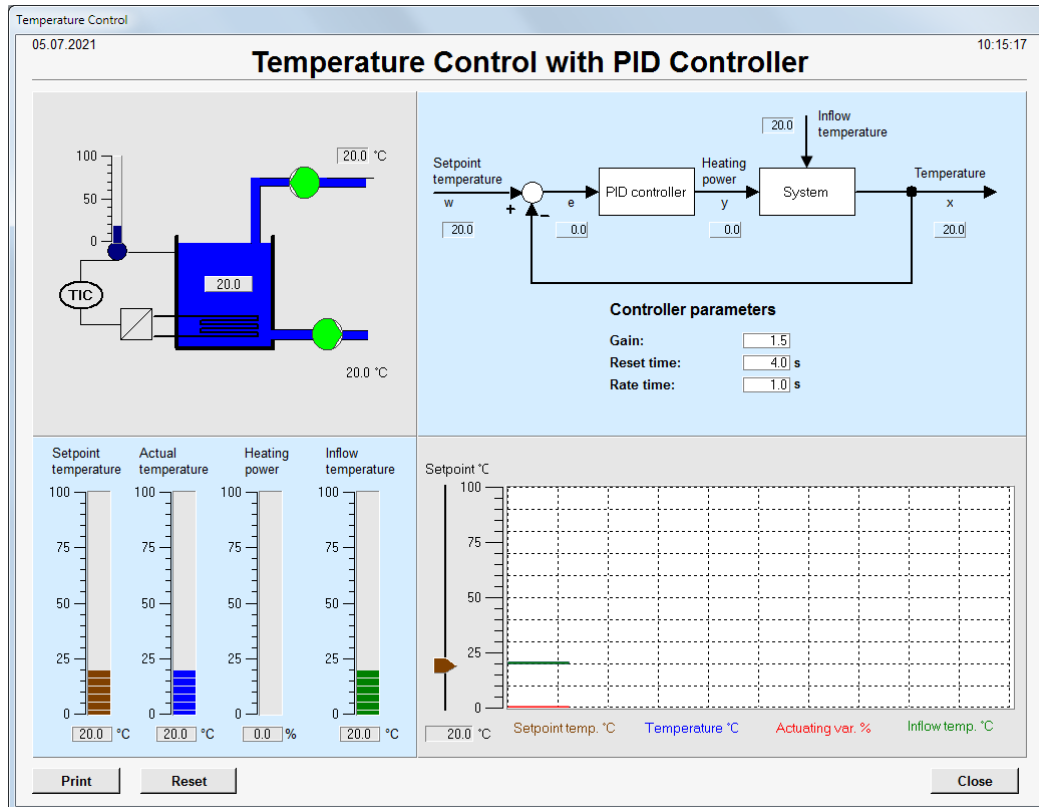 Temperature Control
05.07.2021
10:15:17
Temperature Control with PID Controller
100
50
0
20.0 °C
20.0
TIC
20.0 °C
Setpoint
temperature
w
20.0
+
−
e
0.0
PID controller
Heating
power
y
0.0
20.0
Inflow
temperature
System
Temperature
x
20.0
Controller parameters
Gain: 1.5
Reset time: 4.0 s
Rate time: 1.0 s
Setpoint
temperature
100
75
50
25
0
20.0 °C
Actual
temperature
100
75
50
25
0
20.0 °C
Heating
power
100
75
50
25
0
0.0 %
Inflow
temperature
100
75
50
25
0
20.0 °C
Setpoint °C
100
75
50
25
0
20.0 °C
Setpoint temp. °C
Temperature °C
Actuating var. %
Inflow temp. °C
Print
Reset
Close